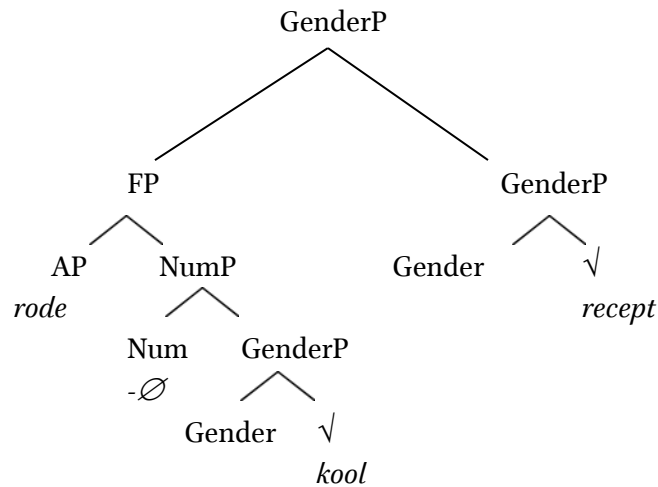 GenderP
FP GenderP
AP NumP Gender √
rode recept
Num GenderP
-∅
Gender √
kool